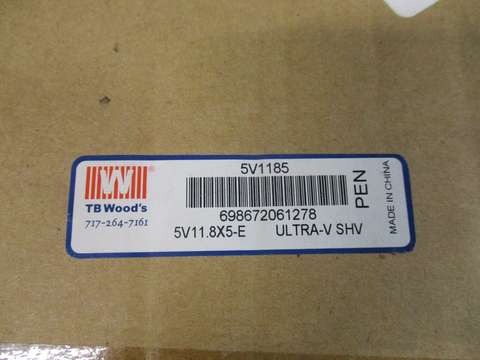 5V1185
W
TB Wood's
717-264-7161
698672061278
5V11.8X5-E ULTRA-V SHV
PEN
MADE IN CHINA